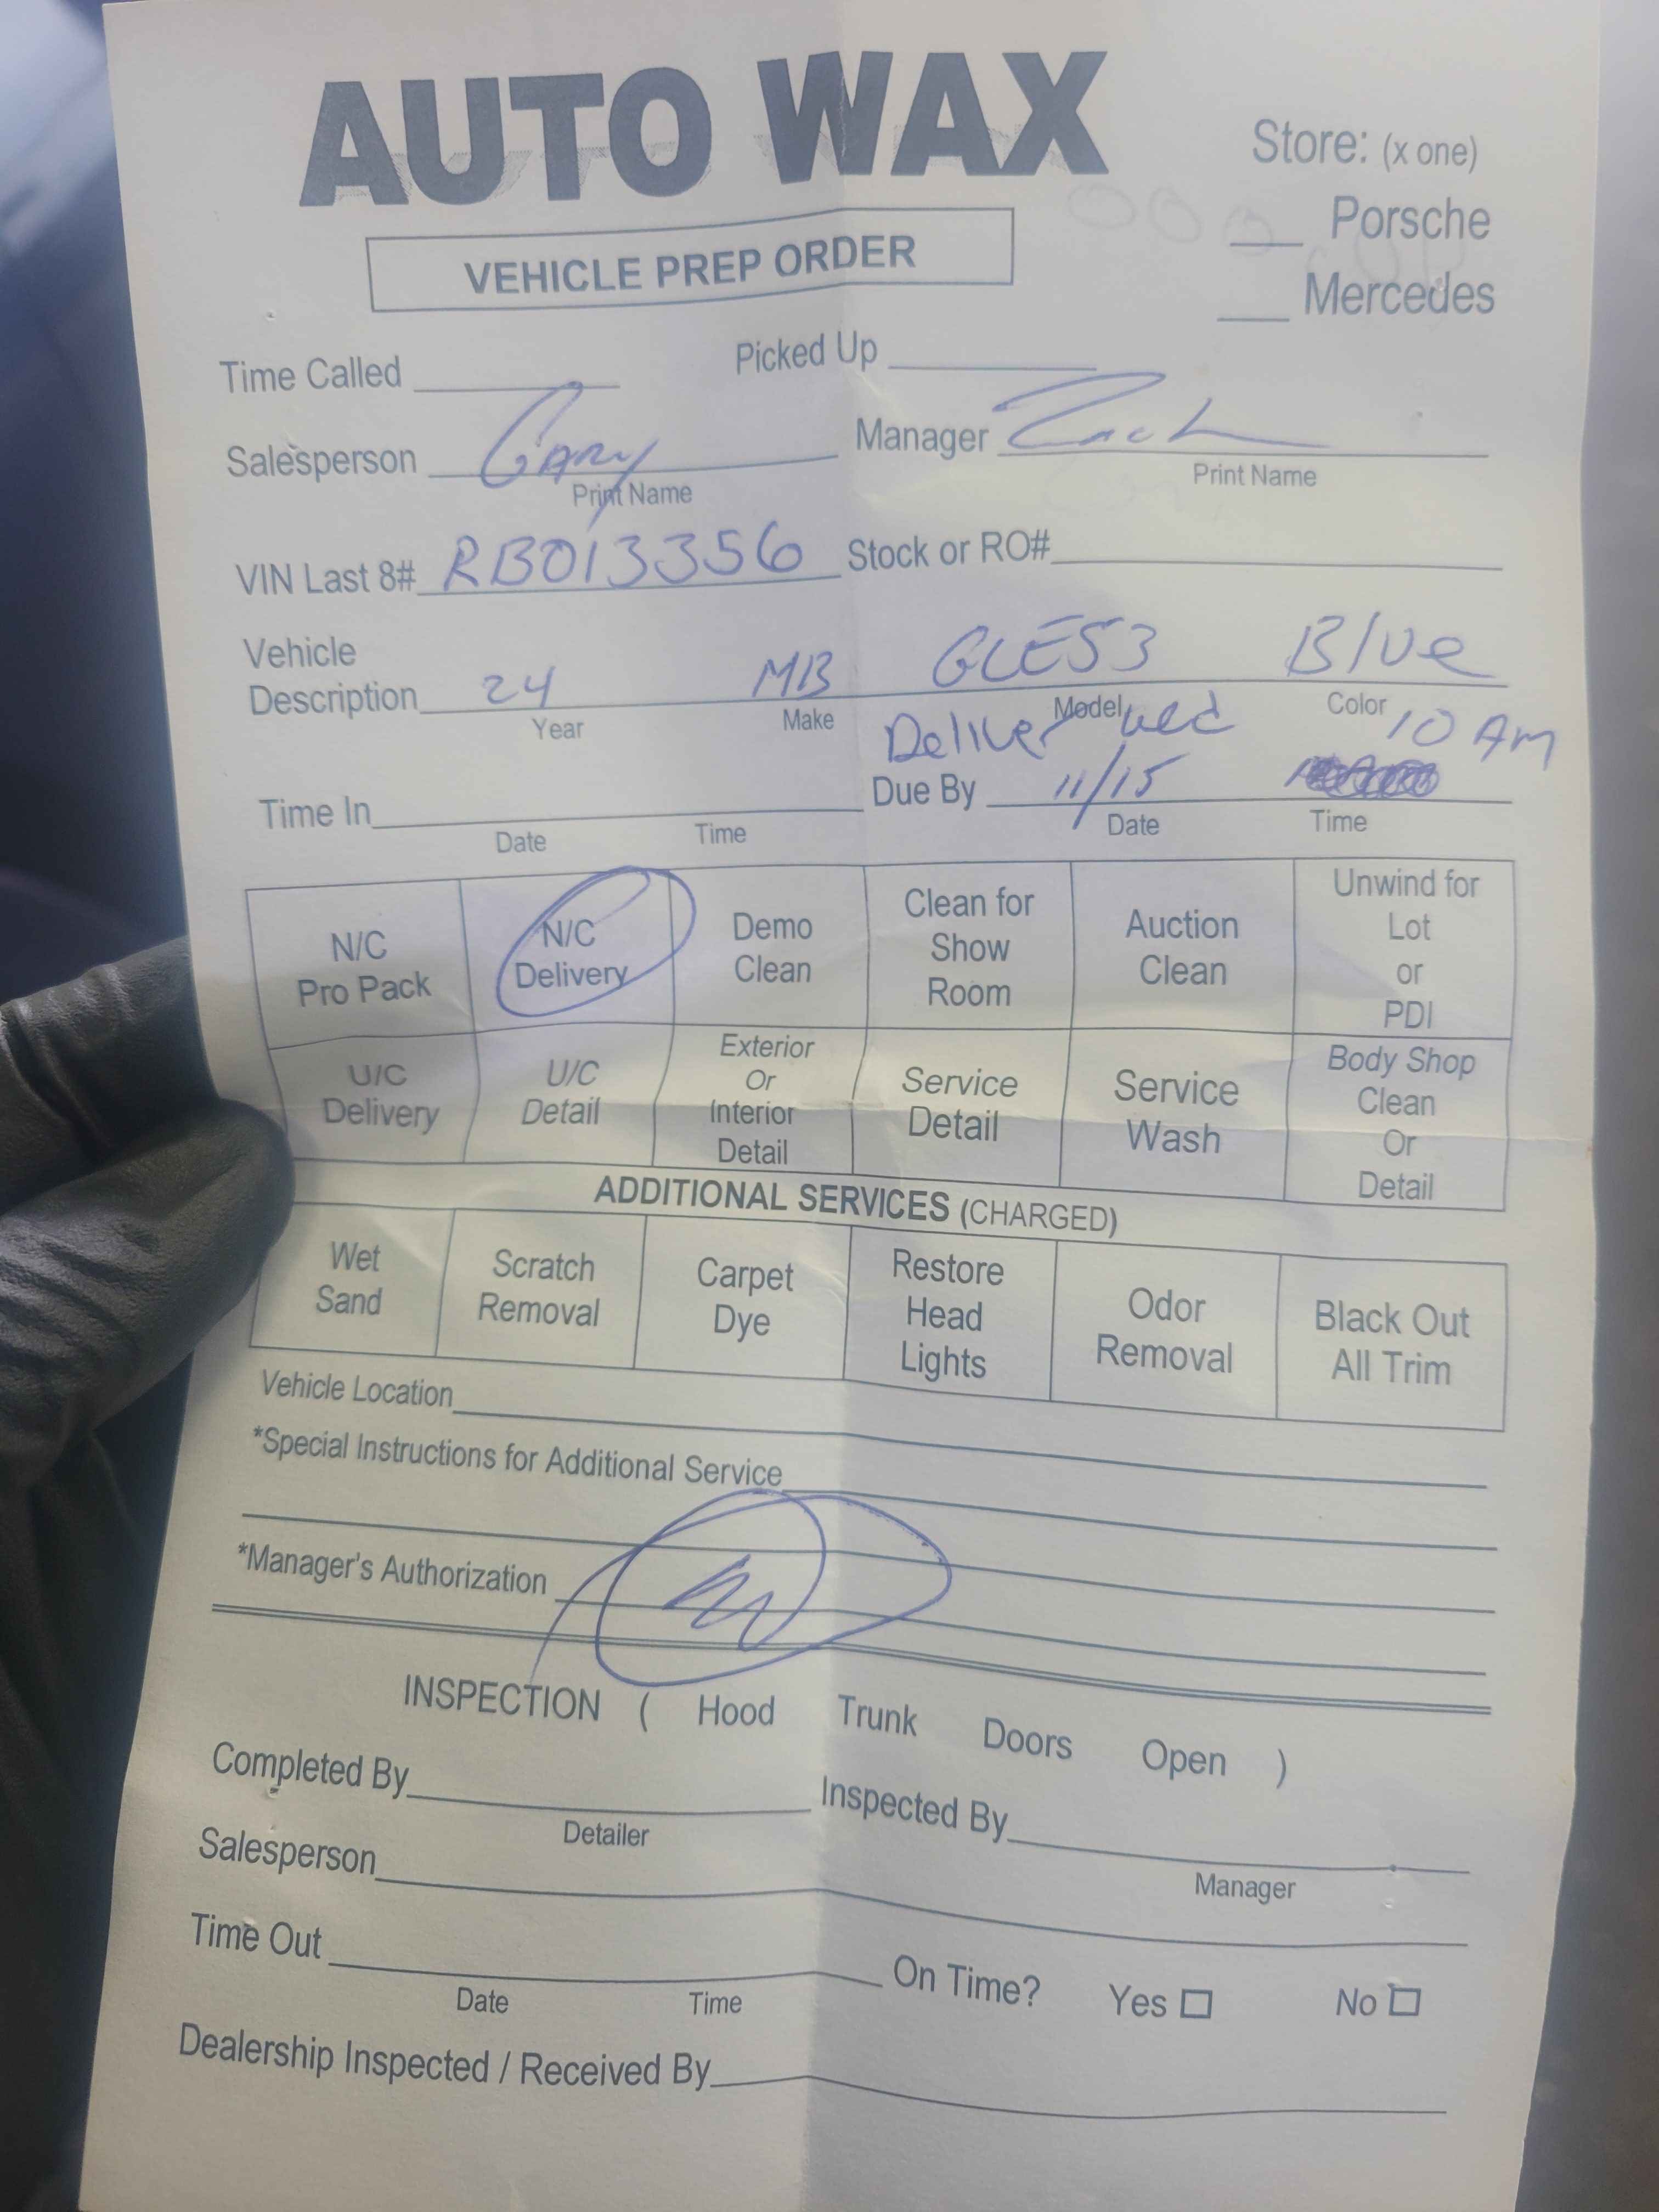 AUTO WAX
Store: (x one)
VEHICLE PREP ORDER
Porsche
Mercedes
Time Called
Picked Up
Salesperson Gary
Manager Zach
Print Name
Print Name
VIN Last 8# RB013356 Stock or RO#
Vehicle
Description 24 MB GLE53 Blue
Year Make Model Color
Deliver Wed 10 AM
Time In Due By 11/15
Date Time Date Time
N/C Pro Pack
N/C Delivery
Demo Clean
Clean for Show Room
Auction Clean
Unwind for Lot or PDI
U/C Delivery
U/C Detail
Exterior Or Interior Detail
Service Detail
Service Wash
Body Shop Clean Or Detail
ADDITIONAL SERVICES (CHARGED)
Wet Sand
Scratch Removal
Carpet Dye
Restore Head Lights
Odor Removal
Black Out All Trim
Vehicle Location
*Special Instructions for Additional Service
*Manager's Authorization
INSPECTION ( Hood Trunk Doors Open )
Completed By
Inspected By
Detailer
Manager
Salesperson
Time Out
On Time? Yes No
Date Time
Dealership Inspected / Received By